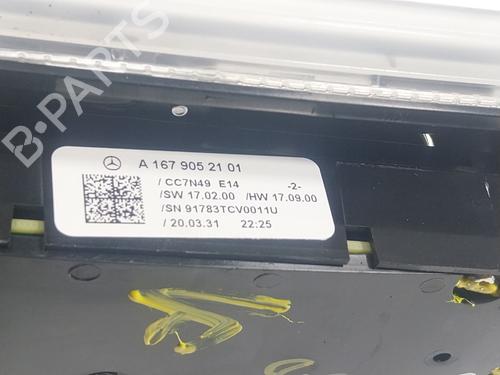 B-PARTS
A 167 905 21 01
/CC7N49 E14 -2-
/SW 17.02.00 /HW 17.09.00
/SN 91783TCV0011U
/20.03.31 22:25